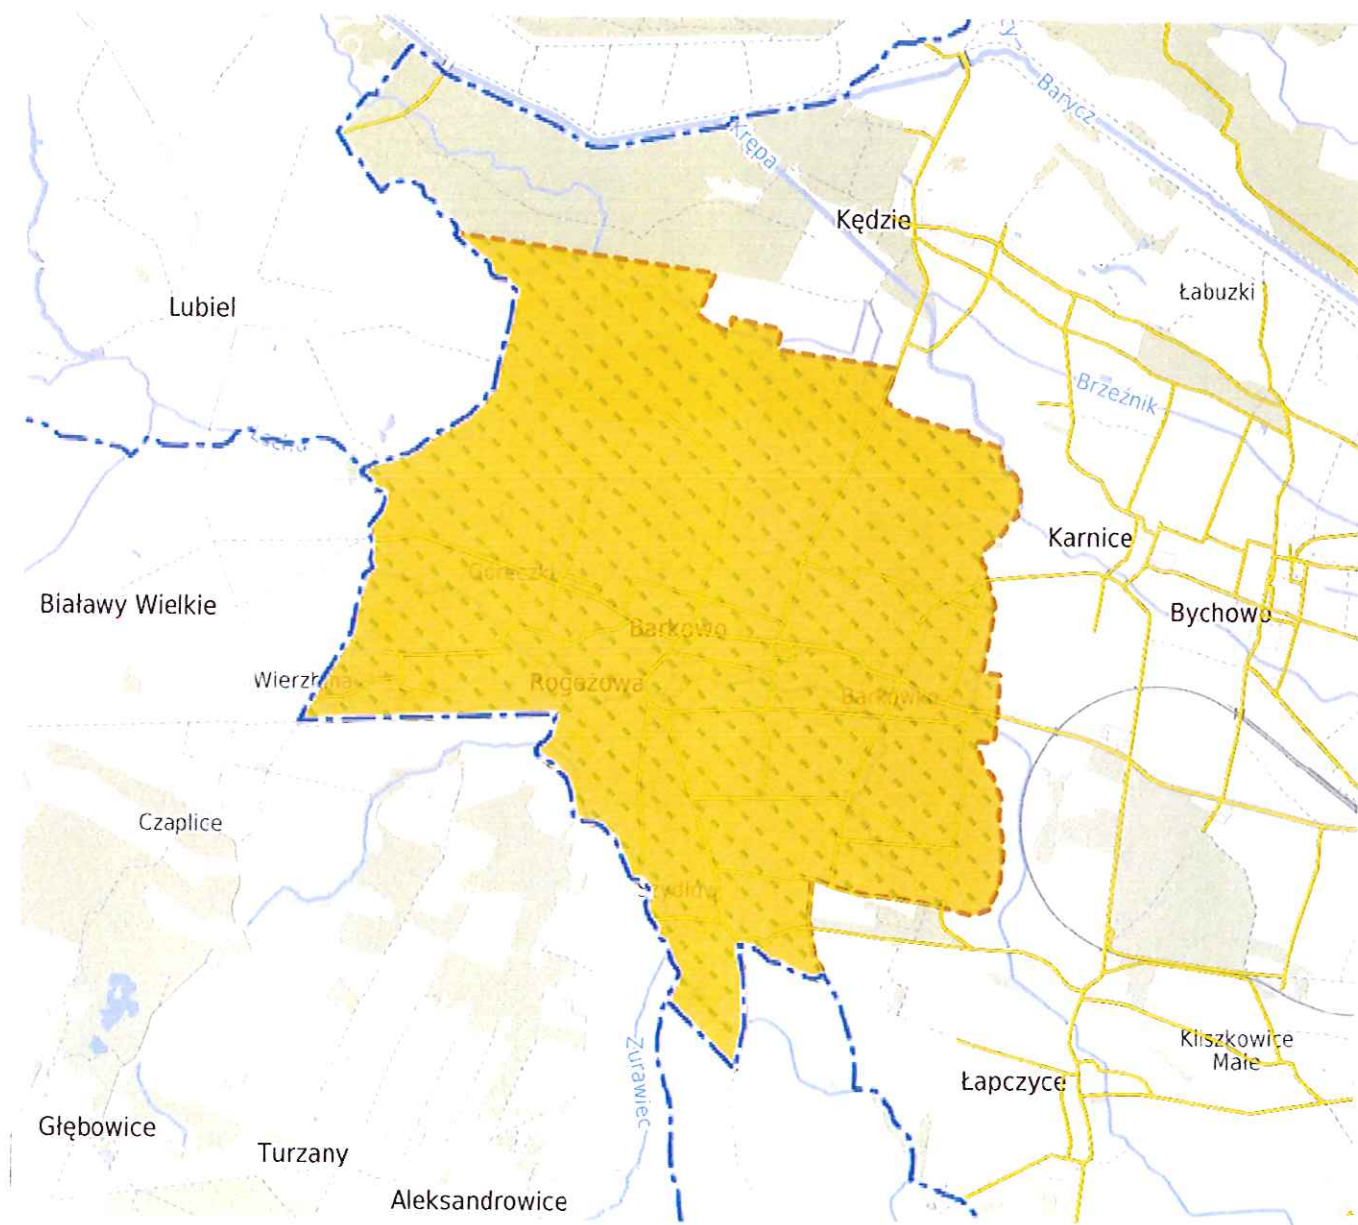 Barycz
Krępa
Kędzie
Łabuzki
Lubiel
Brzeźnik
Karnice
Góreczki
Białawy Wielkie
Bychowo
Barkowo
Rogożowa
Barkówko
Czaplice
Kliszkowice
Małe
Łapczyce
Żurawiec
Głębowice
Turzany
Aleksandrowice